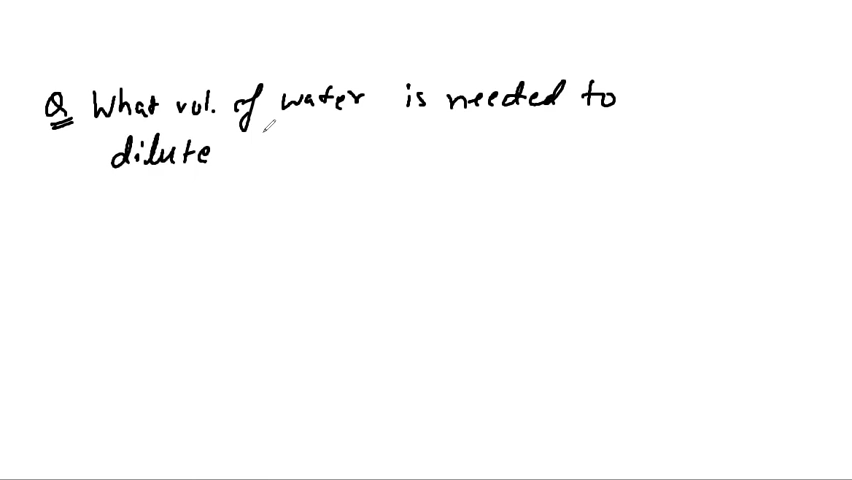 Q What vol. of water is needed to
dilute